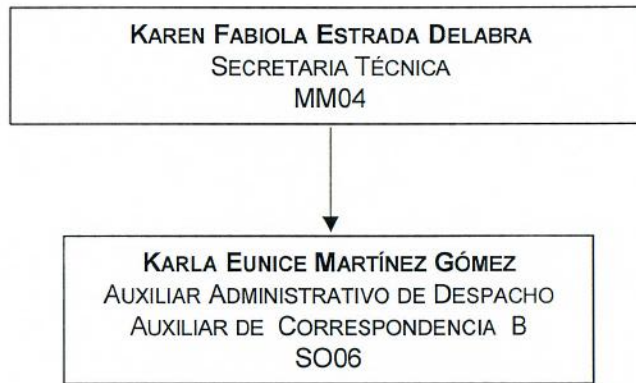 KAREN FABIOLA ESTRADA DELABRA
SECRETARIA TÉCNICA
MM04
KARLA EUNICE MARTÍNEZ GÓMEZ
AUXILIAR ADMINISTRATIVO DE DESPACHO
AUXILIAR DE CORRESPONDENCIA B
SO06